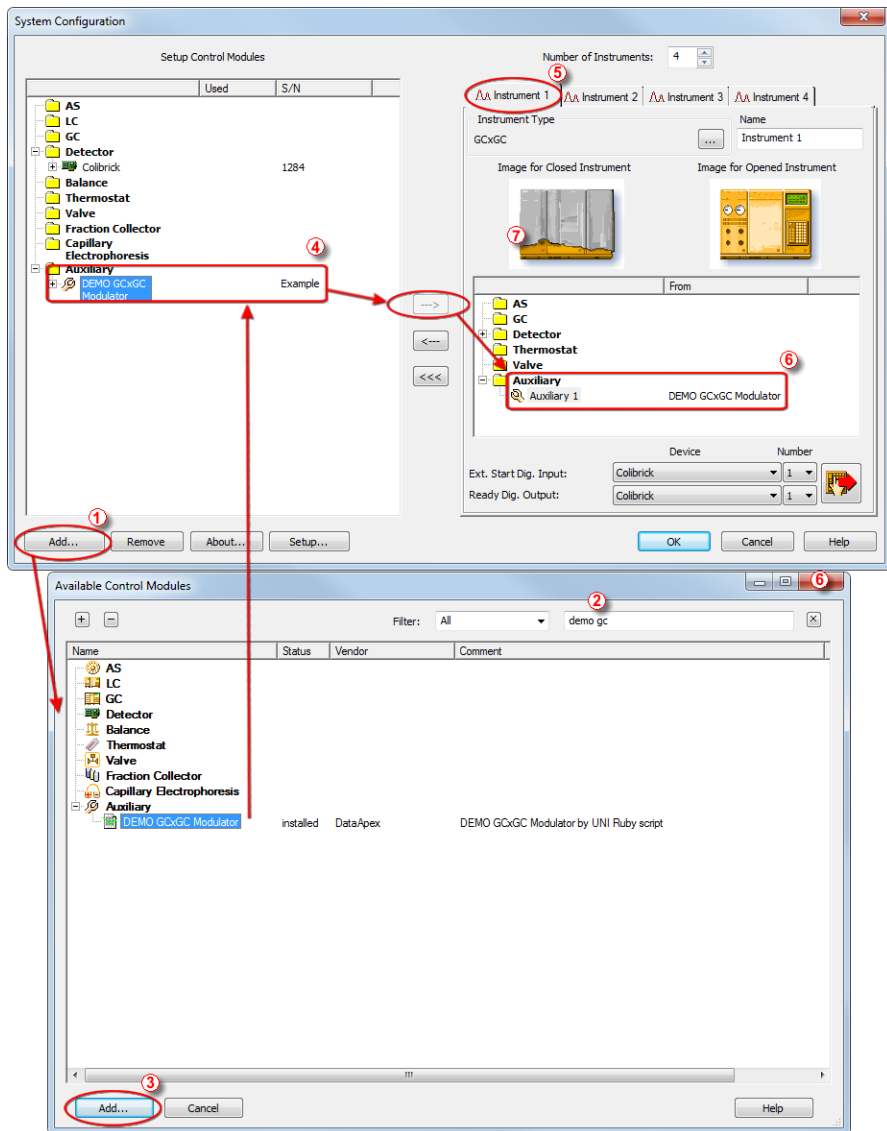 System Configuration
Setup Control Modules
Number of Instruments: 4
5
Used S/N
Instrument 1 Instrument 2 Instrument 3 Instrument 4
AS
LC
GC
Detector
Colibrick 1284
Balance
Thermostat
Valve
Fraction Collector
Capillary
Electrophoresis
4
Auxiliary
DEMO GCxGC Example
Modulator
Instrument Type Name
GCxGC ... Instrument 1
Image for Closed Instrument Image for Opened Instrument
7
--->
<---
<<<
From
AS
GC
Detector
Thermostat
Valve
6
Auxiliary
Auxiliary 1 DEMO GCxGC Modulator
Device Number
Ext. Start Dig. Input: Colibrick 1
Ready Dig. Output: Colibrick 1
1
Add... Remove About... Setup...
OK Cancel Help
Available Control Modules
6
2
Filter: All demo gc
Name Status Vendor Comment
AS
LC
GC
Detector
Balance
Thermostat
Valve
Fraction Collector
Capillary Electrophoresis
Auxiliary
DEMO GCxGC Modulator installed DataApex DEMO GCxGC Modulator by UNI Ruby script
3
Add... Cancel Help